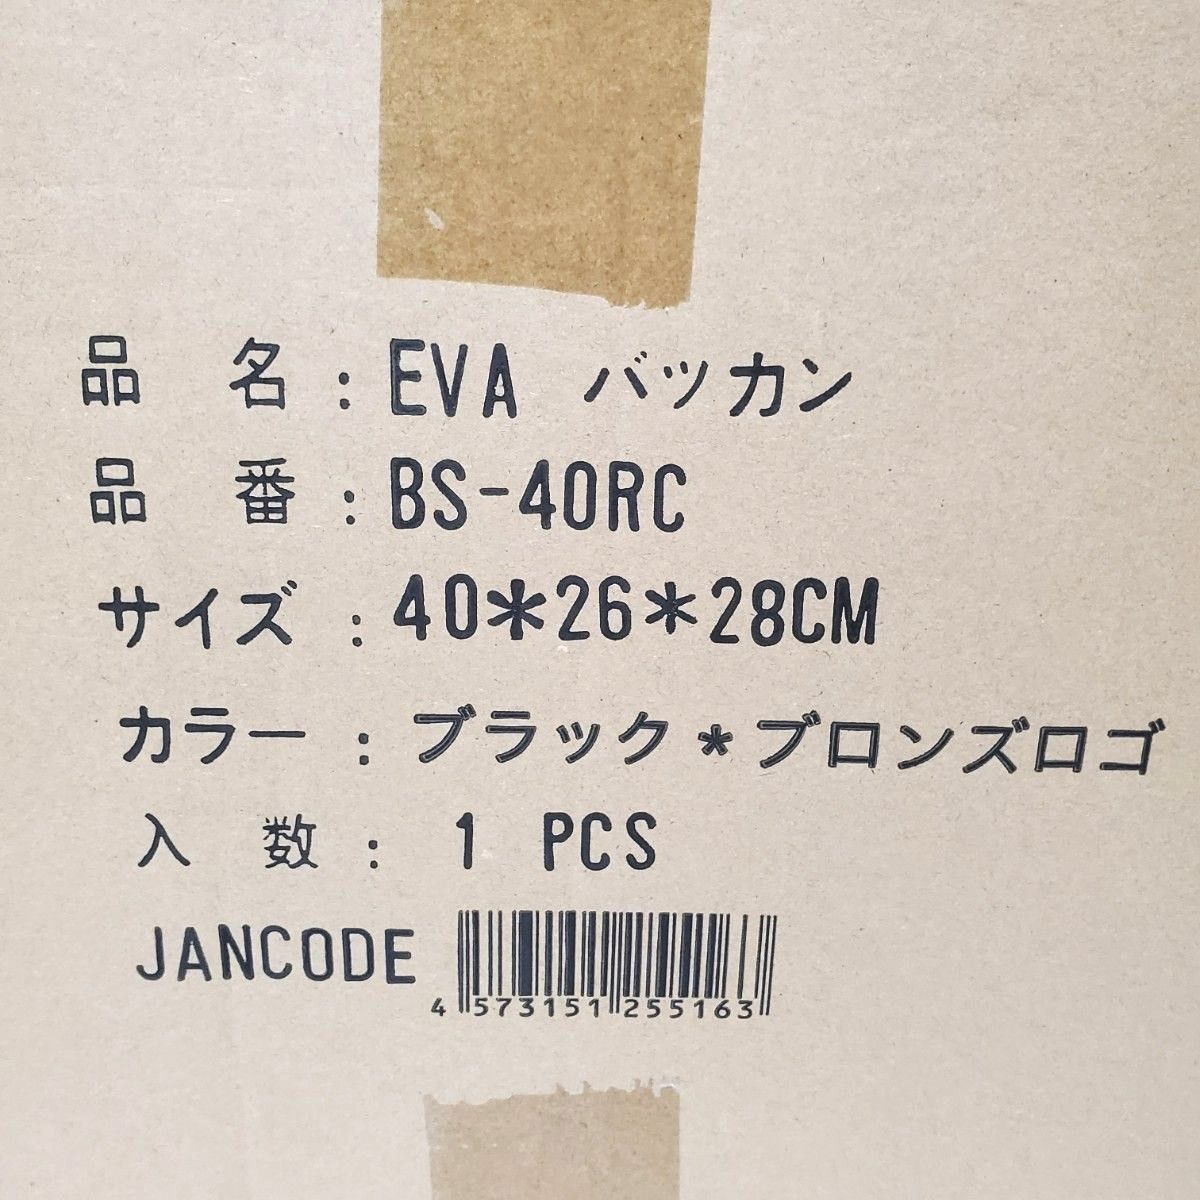 品 名 : EVA バッカン
品 番 : BS-40RC
サイズ : 40*26*28CM
カラー : ブラック*ブロンズロゴ
入 数 : 1 PCS
JANCODE
4 573151 255163